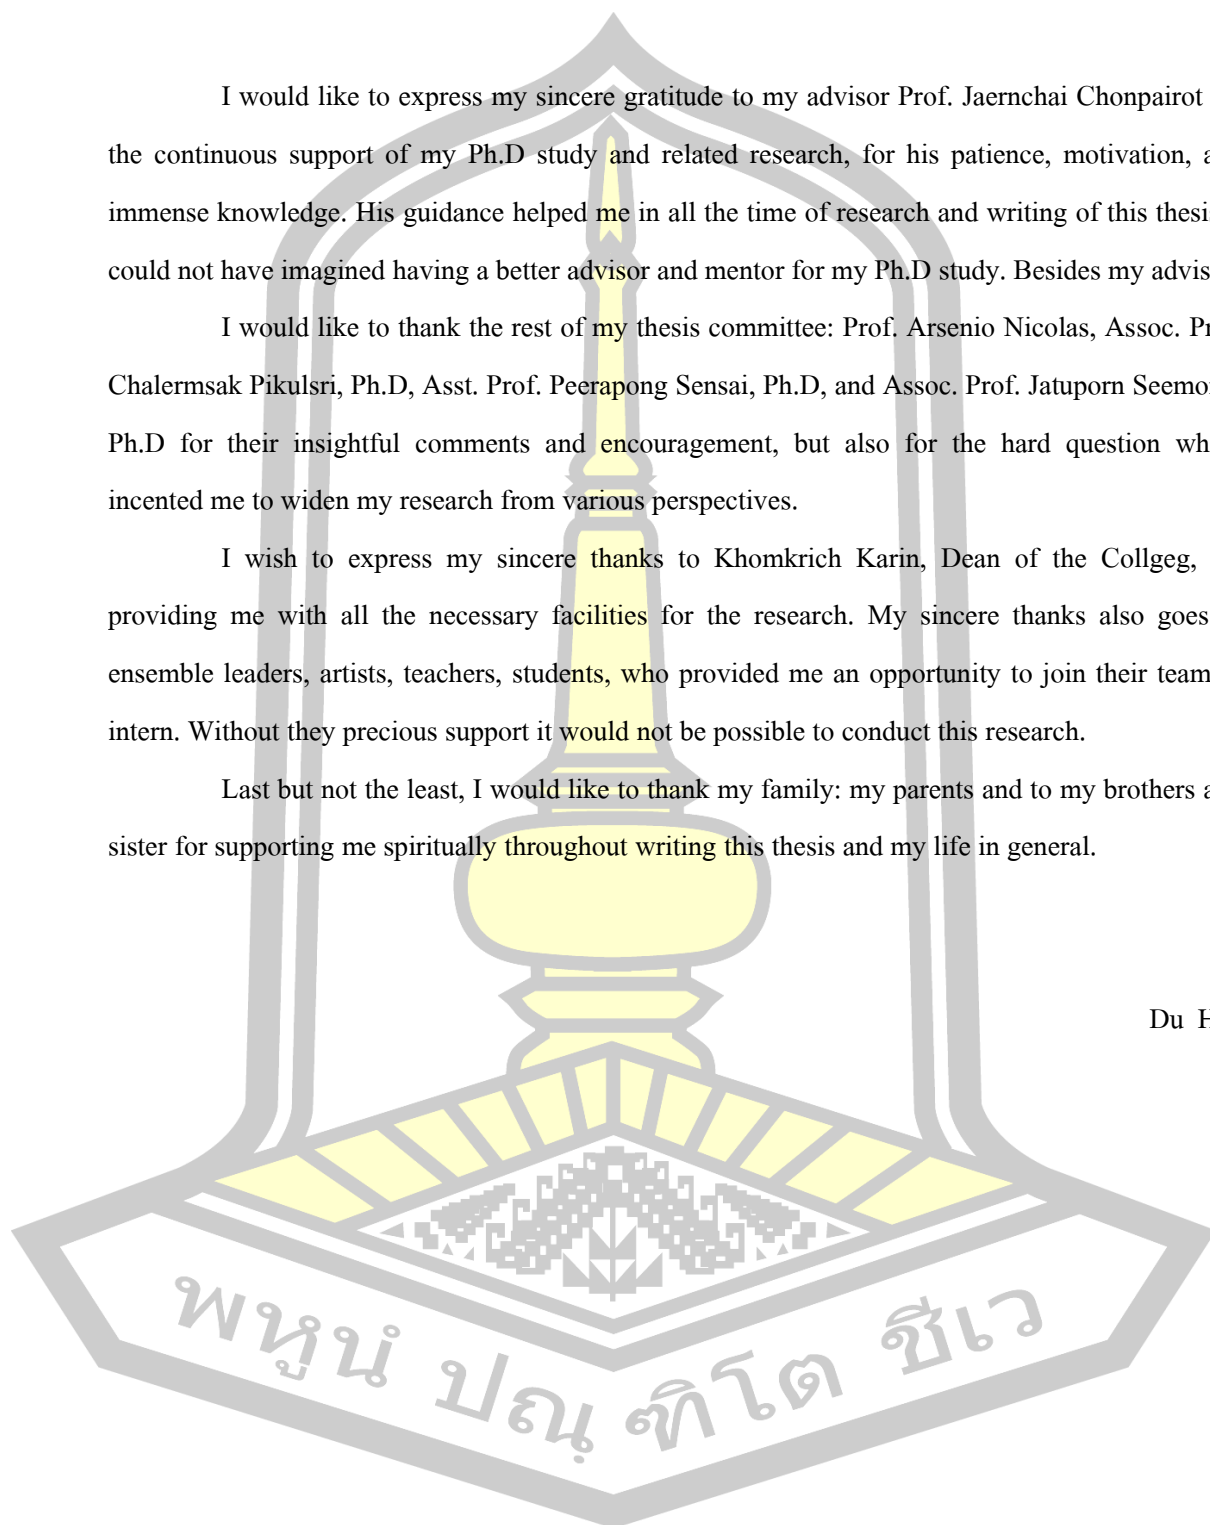 I would like to express my sincere gratitude to my advisor Prof. Jaernchai Chonpairot
the continuous support of my Ph.D study and related research, for his patience, motivation,
immense knowledge. His guidance helped me in all the time of research and writing of this
could not have imagined having a better advisor and mentor for my Ph.D study. Besides my
I would like to thank the rest of my thesis committee: Prof. Arsenio Nicolas, Assoc.
Chalermsak Pikulsri, Ph.D, Asst. Prof. Peerapong Sensai, Ph.D, and Assoc. Prof. Jatuporn
Ph.D for their insightful comments and encouragement, but also for the hard question
incented me to widen my research from various perspectives.
I wish to express my sincere thanks to Khomkrich Karin, Dean of the Collgeg,
providing me with all the necessary facilities for the research. My sincere thanks also goes
ensemble leaders, artists, teachers, students, who provided me an opportunity to join their team
intern. Without they precious support it would not be possible to conduct this research.
Last but not the least, I would like to thank my family: my parents and to my brothers
sister for supporting me spiritually throughout writing this thesis and my life in general.
Du
พหูนํ ปณฺฑิโต ชีเว